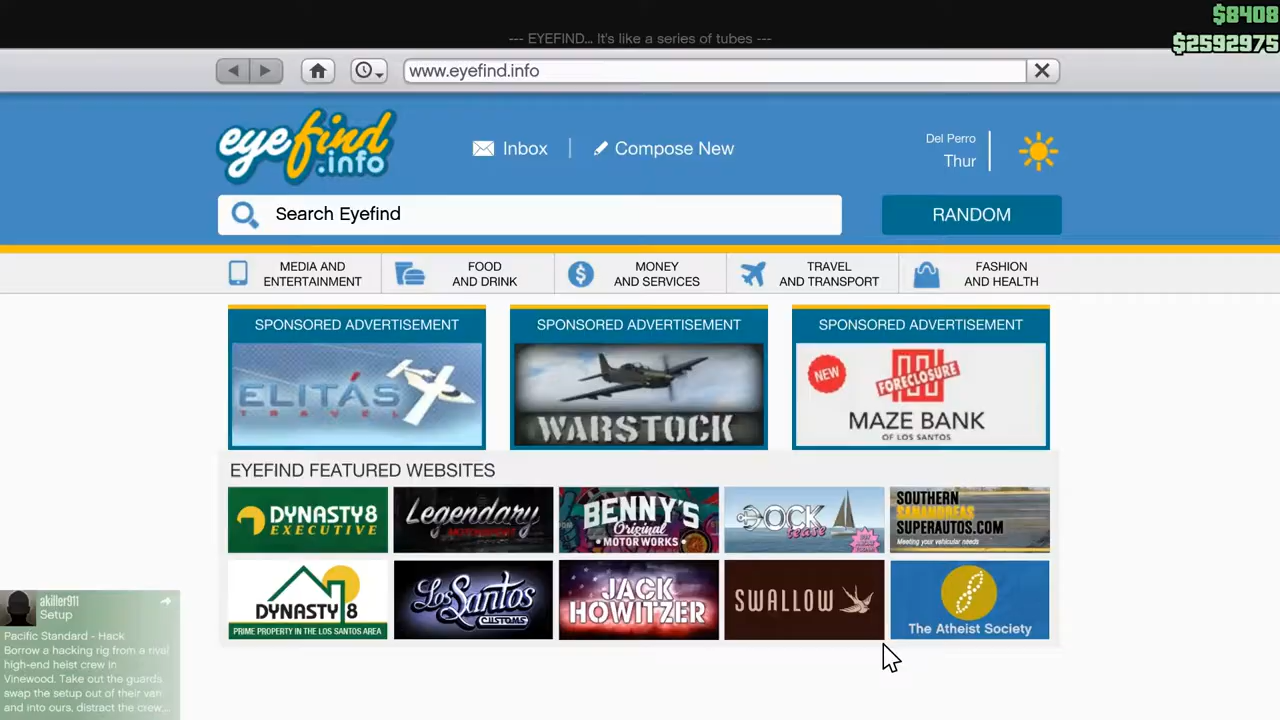 $8408
--- EYEFIND... It's like a series of tubes ---
$2592975
www.eyefind.info
eyefind
.info
Inbox
Compose New
Del Perro
Thur
Search Eyefind
RANDOM
MEDIA AND
ENTERTAINMENT
FOOD
AND DRINK
MONEY
AND SERVICES
TRAVEL
AND TRANSPORT
FASHION
AND HEALTH
SPONSORED ADVERTISEMENT
SPONSORED ADVERTISEMENT
SPONSORED ADVERTISEMENT
ELITÁS
TRAVEL
WARSTOCK
NEW
FORECLOSURE
MAZE BANK
OF LOS SANTOS
EYEFIND FEATURED WEBSITES
DYNASTY8
EXECUTIVE
Legendary
MOTORSPORT
BENNY'S
Original
MOTORWORKS
DOCK
tease
SOUTHERN
SANANDREAS
SUPERAUTOS.COM
Meeting your vehicular needs
DYNASTY 8
PRIME PROPERTY IN THE LOS SANTOS AREA
Los Santos
CUSTOMS
JACK
HOWITZER
SWALLOW
The Atheist Society
akiller911
Setup
Pacific Standard - Hack
Borrow a hacking rig from a rival
high-end heist crew in
Vinewood. Take out the guards,
swap the setup out of their van
and into ours, distract the crew...